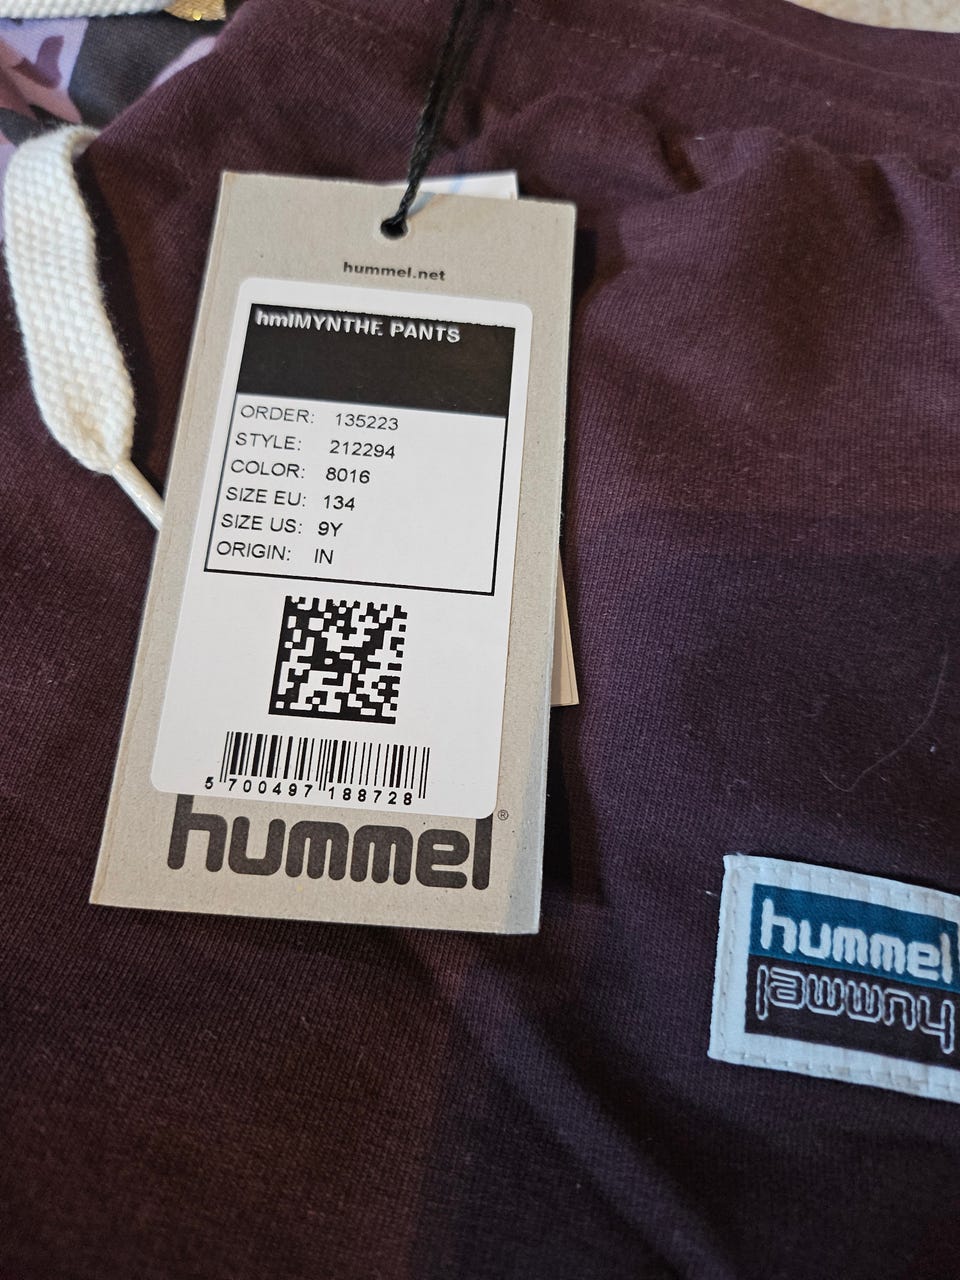 hummel.net
hmlMYNTHE PANTS
ORDER: 135223
STYLE: 212294
COLOR: 8016
SIZE EU: 134
SIZE US: 9Y
ORIGIN: IN
5 700497 188728
hummel®
hummel
hummel